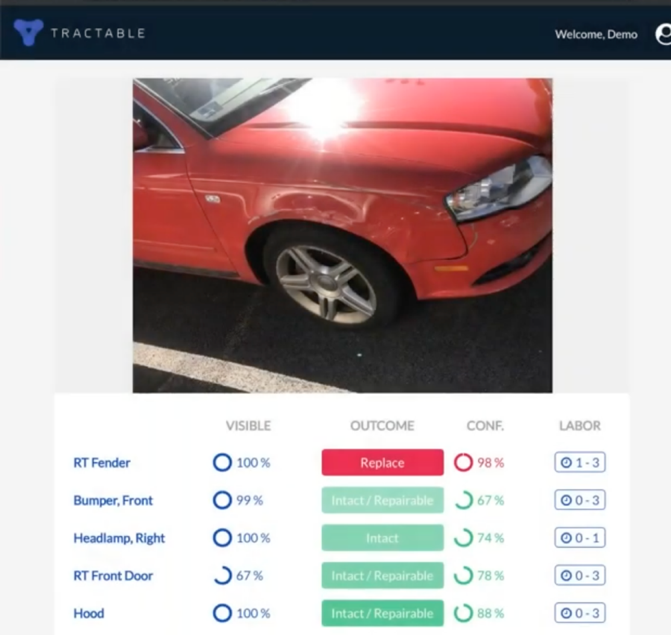 TRACTABLE
Welcome, Demo
VISIBLE OUTCOME CONF. LABOR
RT Fender 100% Replace 98% 1 - 3
Bumper, Front 99% Intact / Repairable 67% 0 - 3
Headlamp, Right 100% Intact 74% 0 - 1
RT Front Door 67% Intact / Repairable 78% 0 - 3
Hood 100% Intact / Repairable 88% 0 - 3